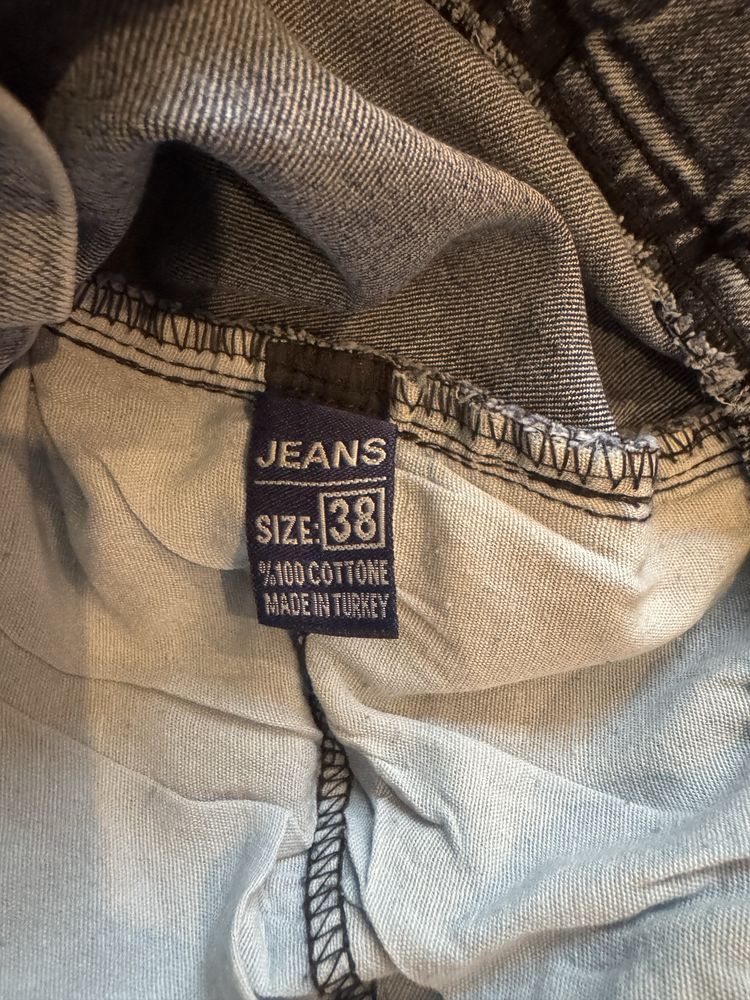 JEANS
SIZE: 38
%100 COTTONE
MADE IN TURKEY